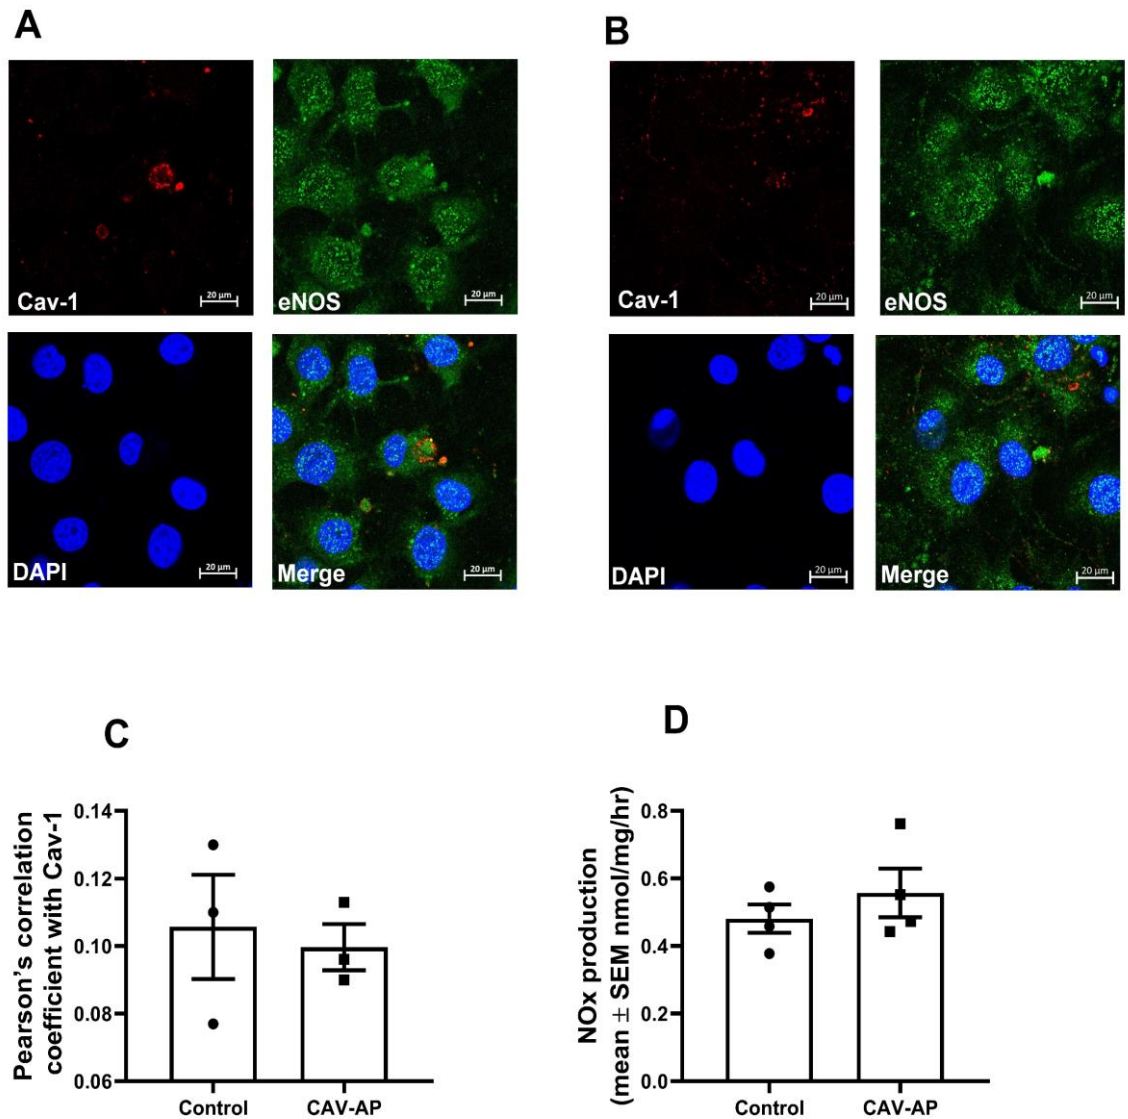 A
B
Cav-1
20 µm
eNOS
20 µm
Cav-1
20 µm
eNOS
20 µm
DAPI
20 µm
Merge
20 µm
DAPI
20 µm
Merge
20 µm
C
D
Pearson's correlation
coefficient with Cav-1
0.14
0.12
0.10
0.08
0.06
Control
CAV-AP
NOx production
(mean ± SEM nmol/mg/hr)
0.8
0.6
0.4
0.2
0.0
Control
CAV-AP